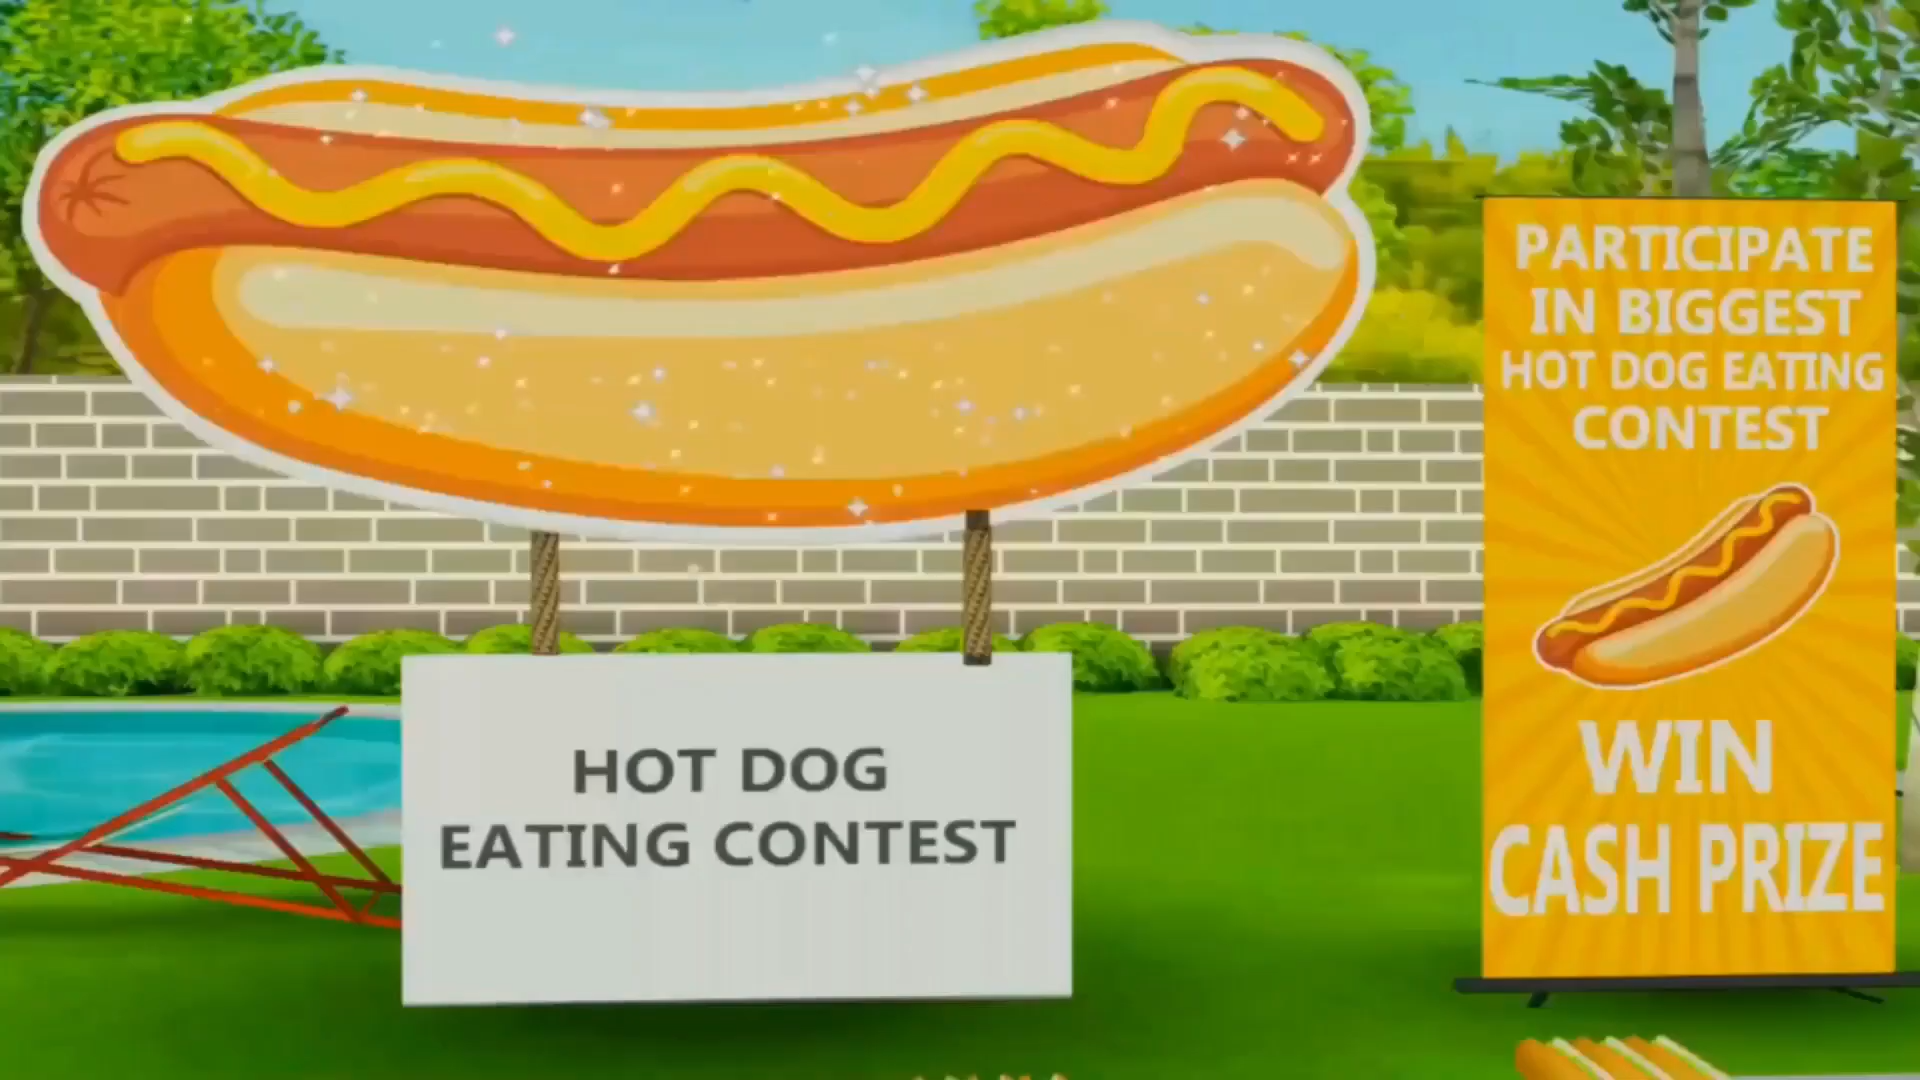 HOT DOG
EATING CONTEST
PARTICIPATE
IN BIGGEST
HOT DOG EATING
CONTEST
WIN
CASH PRIZE